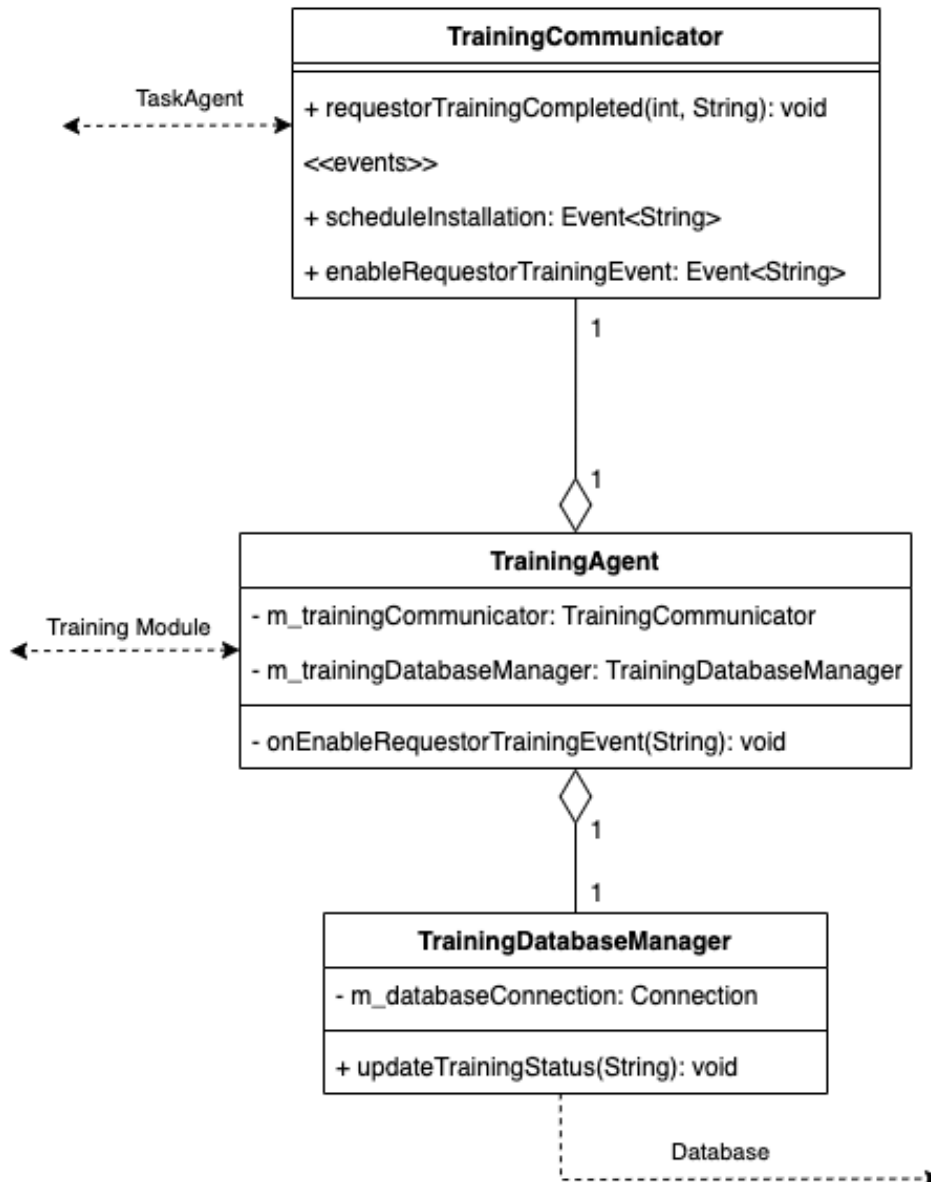 TrainingCommunicator
TaskAgent
+ requestorTrainingCompleted(int, String): void
<<events>>
+ scheduleInstallation: Event<String>
+ enableRequestorTrainingEvent: Event<String>
1
1
TrainingAgent
Training Module
- m_trainingCommunicator: TrainingCommunicator
- m_trainingDatabaseManager: TrainingDatabaseManager
- onEnableRequestorTrainingEvent(String): void
1
1
TrainingDatabaseManager
- m_databaseConnection: Connection
+ updateTrainingStatus(String): void
Database